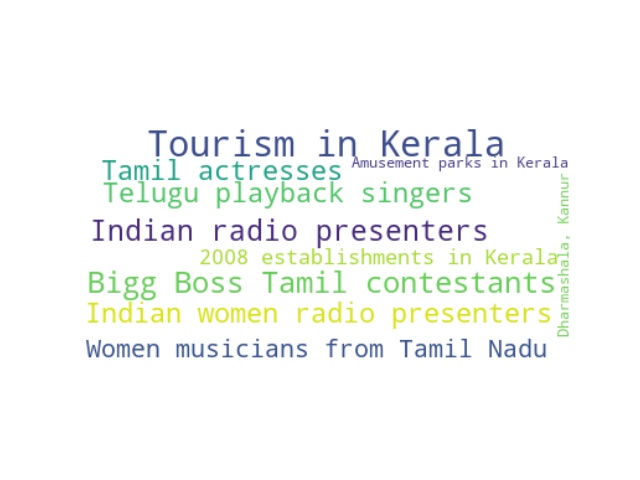 Tourism in Kerala
Amusement parks in Kerala
Tamil actresses
Telugu playback singers
Indian radio presenters
2008 establishments in Kerala
Bigg Boss Tamil contestants
Indian women radio presenters
Women musicians from Tamil Nadu
Dharmashala, Kannur